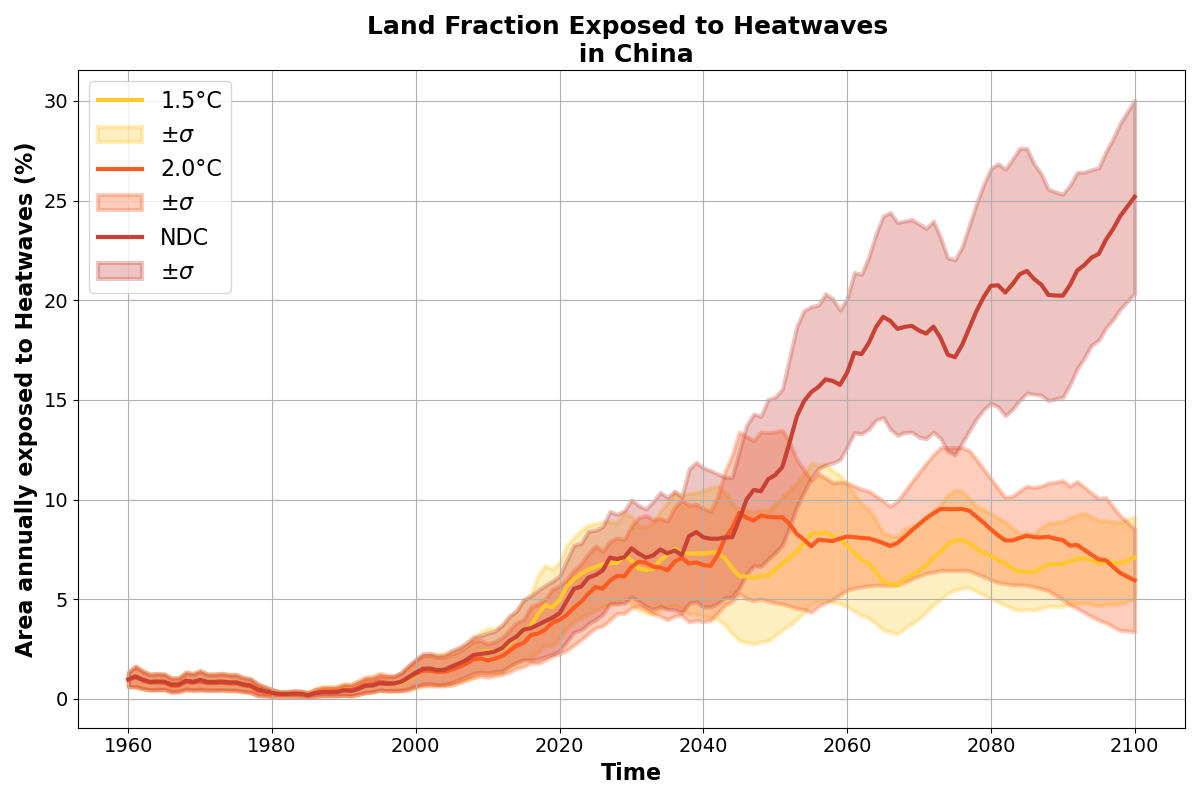 Land Fraction Exposed to Heatwaves
in China
1.5°C
±σ
2.0°C
±σ
NDC
±σ
Area annually exposed to Heatwaves (%)
30
25
20
15
10
5
0
1960 1980 2000 2020 2040 2060 2080 2100
Time